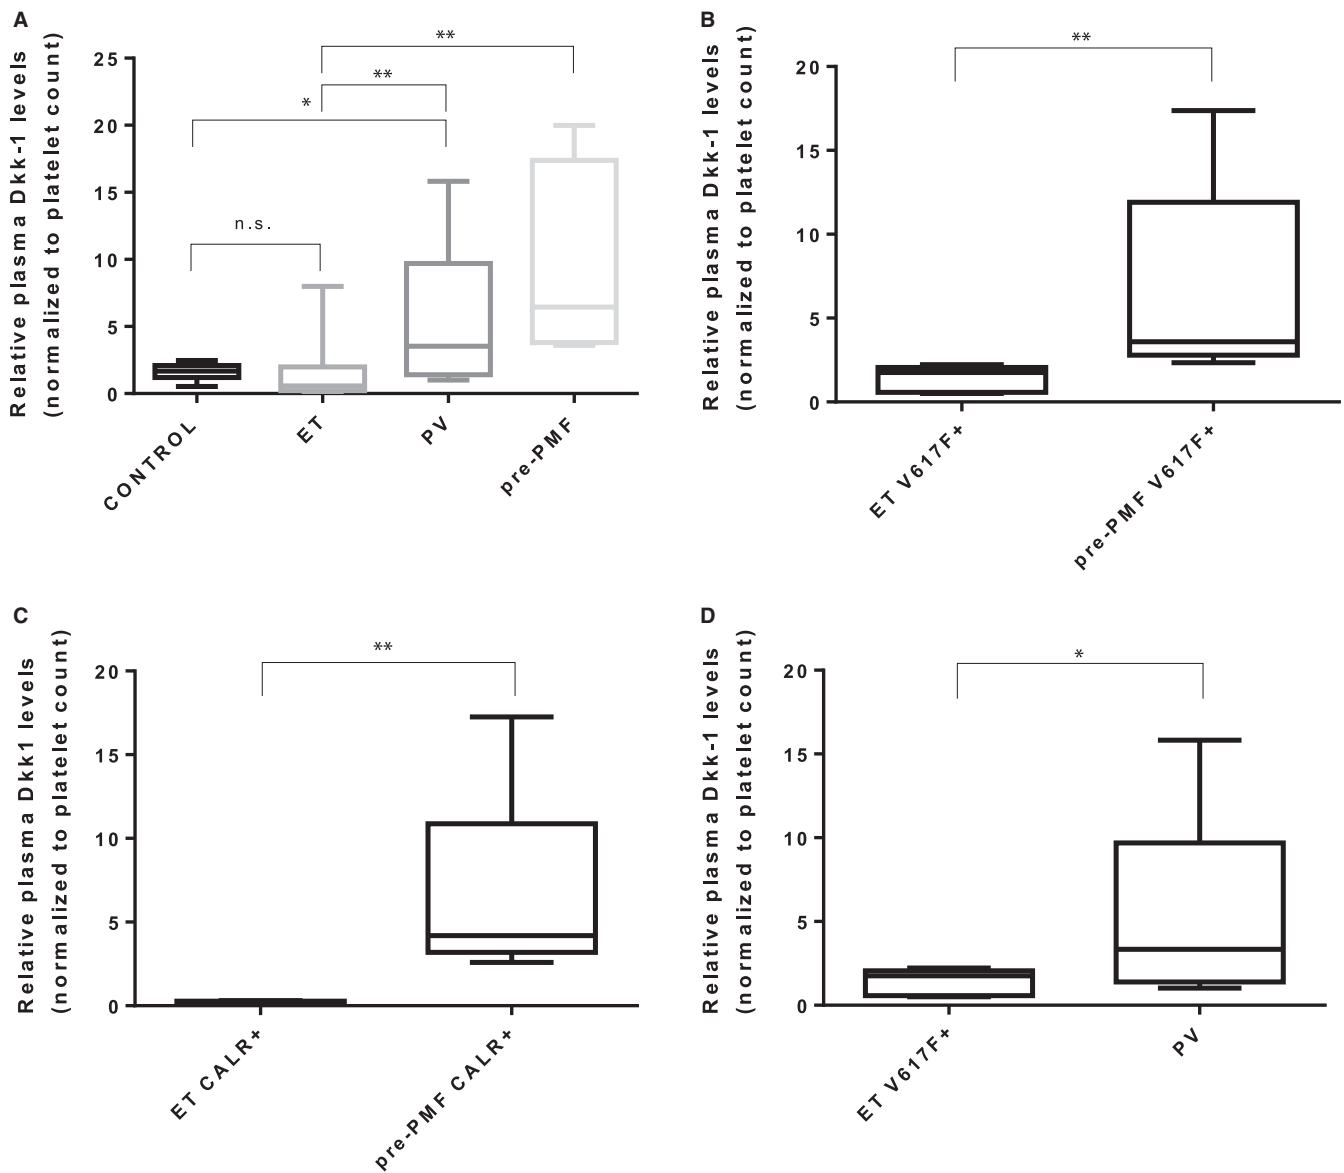 A
Relative plasma Dkk-1 levels
(normalized to platelet count)
25
20
15
10
5
0
**
**
*
n.s.
CONTROL
ET
PV
pre-PMF
B
Relative plasma Dkk-1 levels
(normalized to platelet count)
20
15
10
5
0
**
ET V617F+
pre-PMF V617F+
C
Relative plasma Dkk1 levels
(normalized to platelet count)
20
15
10
5
0
**
ET CALR+
pre-PMF CALR+
D
Relative plasma Dkk-1 levels
(normalized to platelet count)
20
15
10
5
0
*
ET V617F+
PV